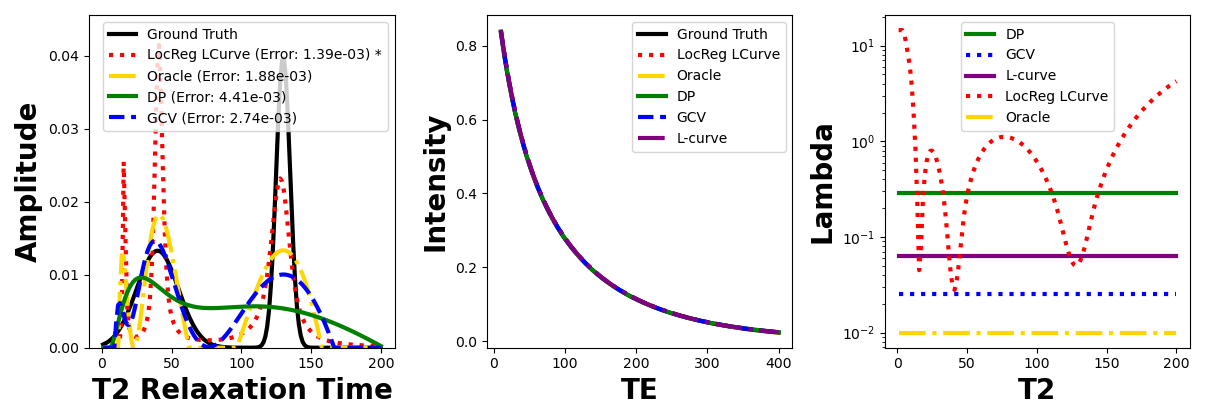 Amplitude
0.04
0.03
0.02
0.01
0.00
Ground Truth
LocReg LCurve (Error: 1.39e-03) *
Oracle (Error: 1.88e-03)
DP (Error: 4.41e-03)
GCV (Error: 2.74e-03)
0 50 100 150 200
T2 Relaxation Time
Intensity
0.8
0.6
0.4
0.2
0.0
Ground Truth
LocReg LCurve
Oracle
DP
GCV
L-curve
0 100 200 300 400
TE
Lambda
10¹
10⁰
10⁻¹
10⁻²
DP
GCV
L-curve
LocReg LCurve
Oracle
0 50 100 150 200
T2